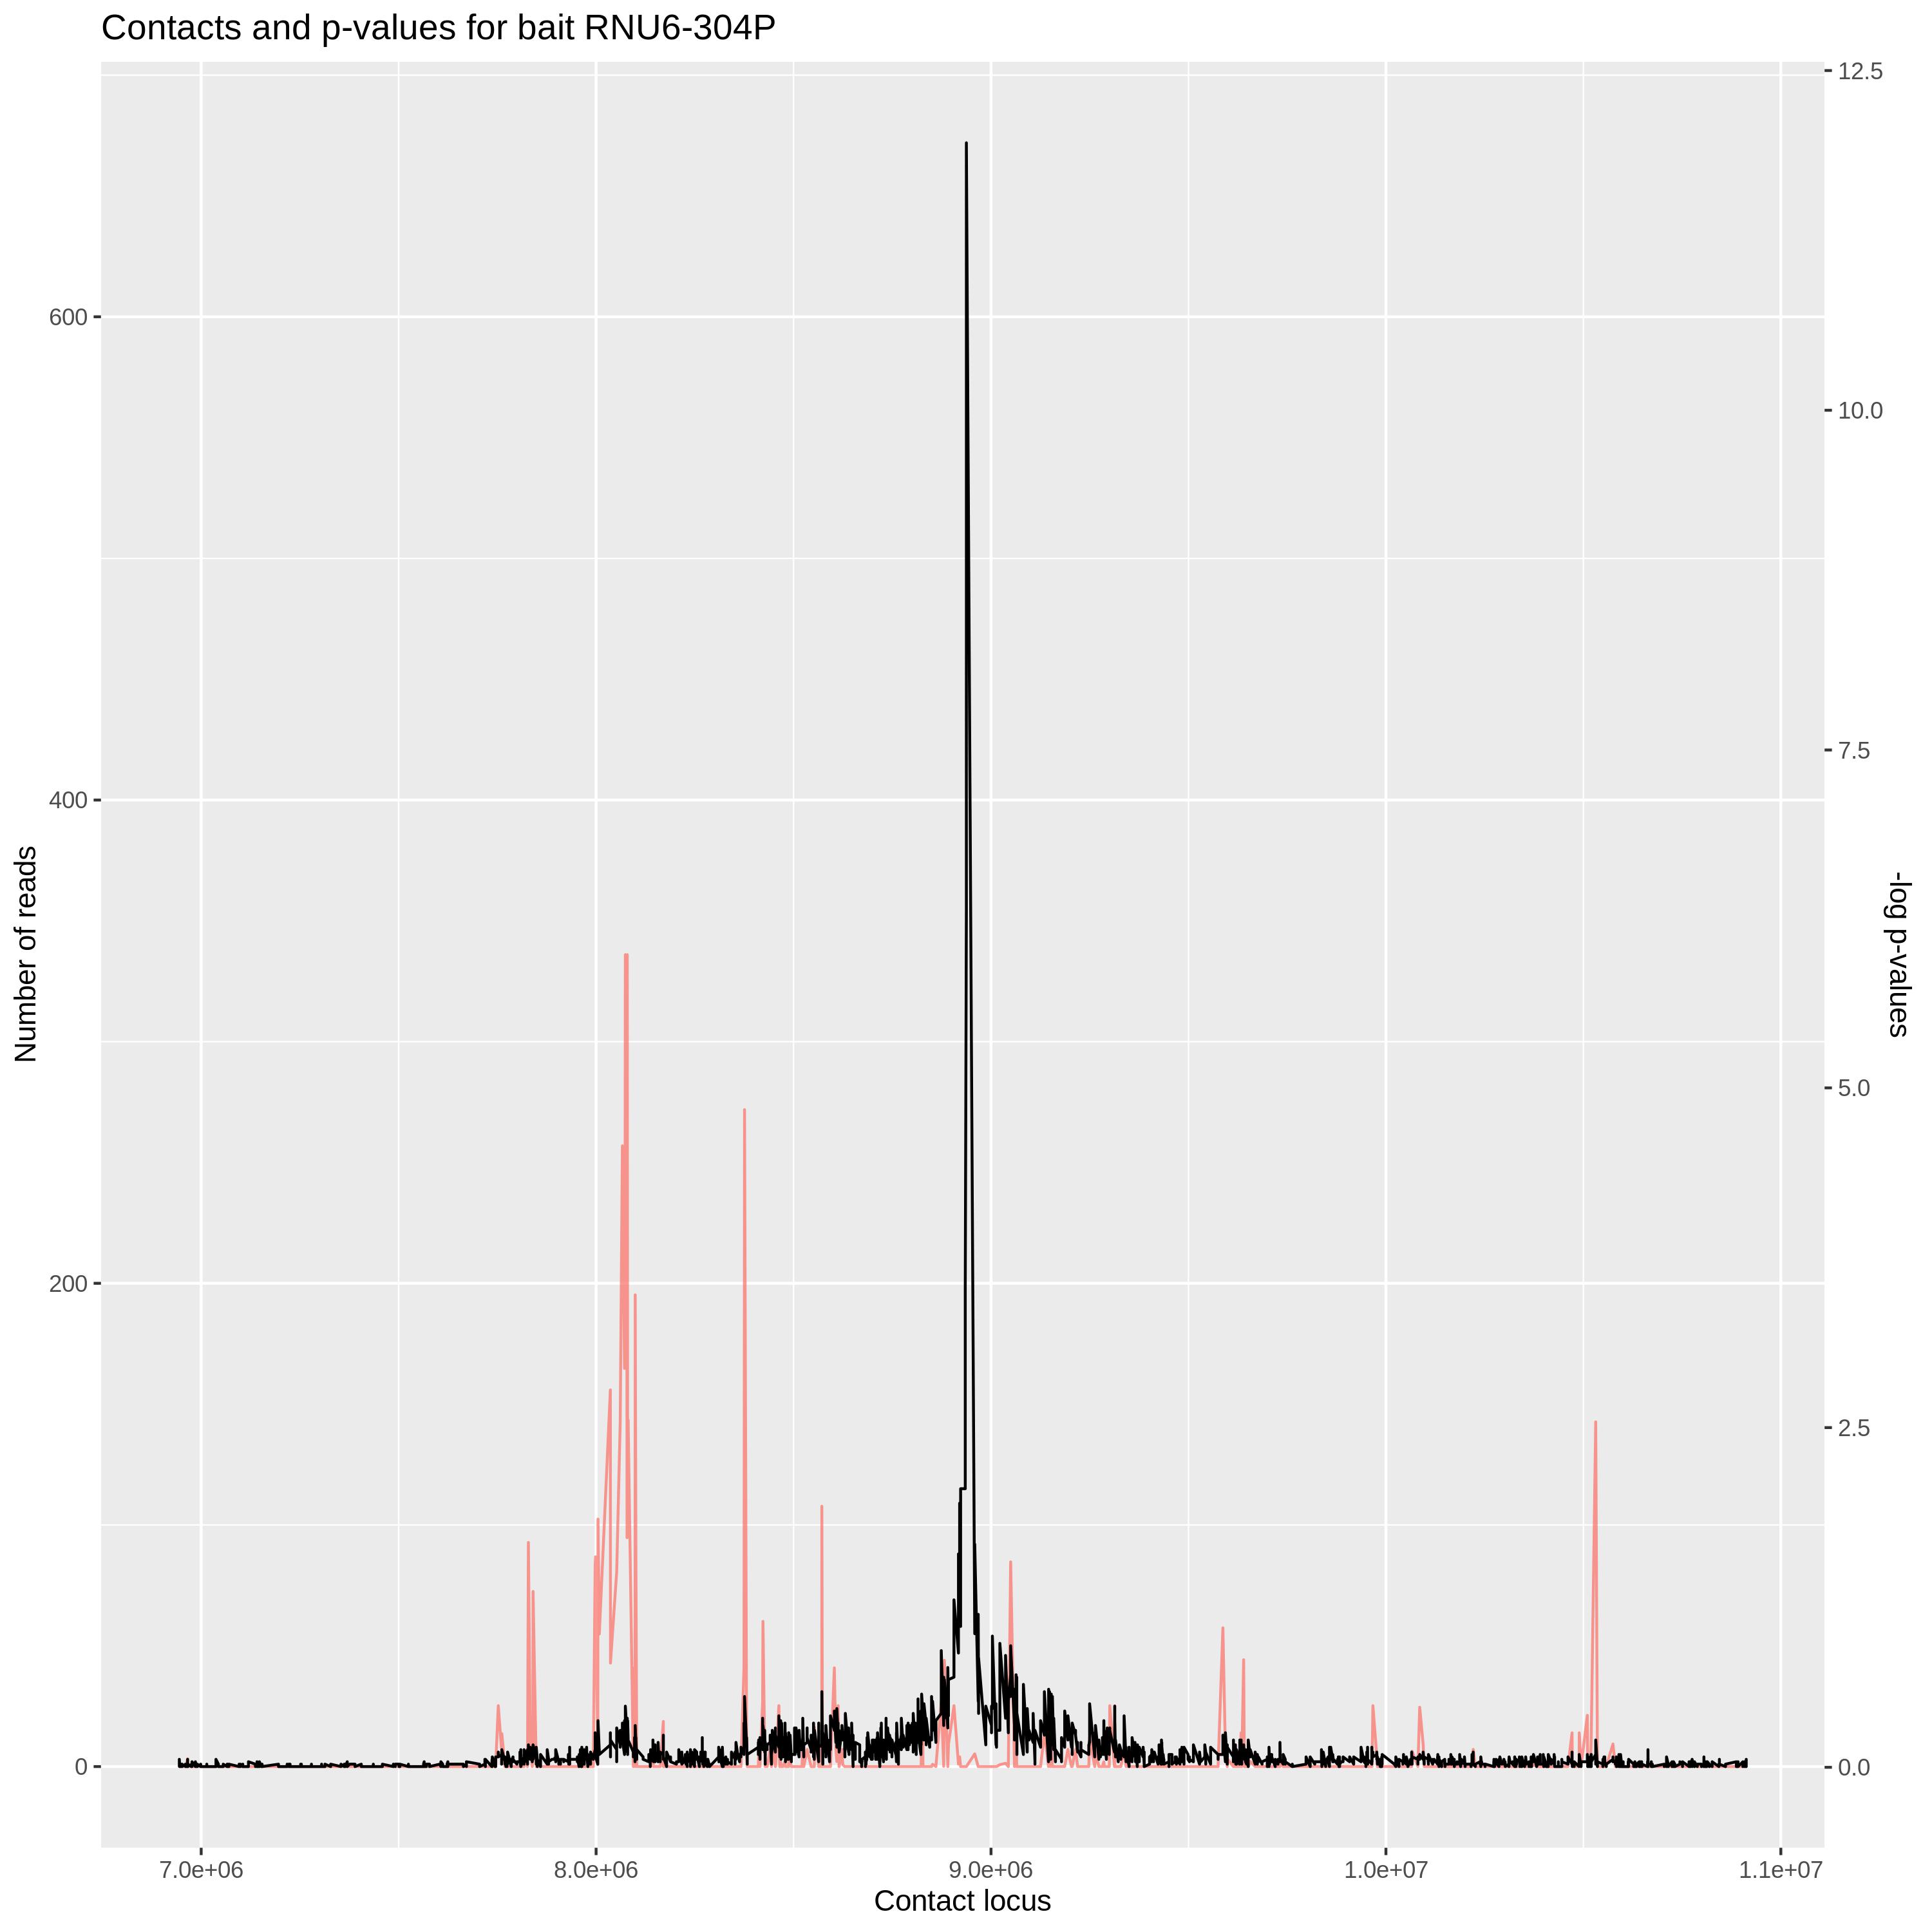 Contacts and p-values for bait RNU6-304P
12.5
10.0
7.5
5.0
2.5
0.0
600
400
200
0
Number of reads
-log p-values
7.0e+06 8.0e+06 9.0e+06 1.0e+07 1.1e+07
Contact locus